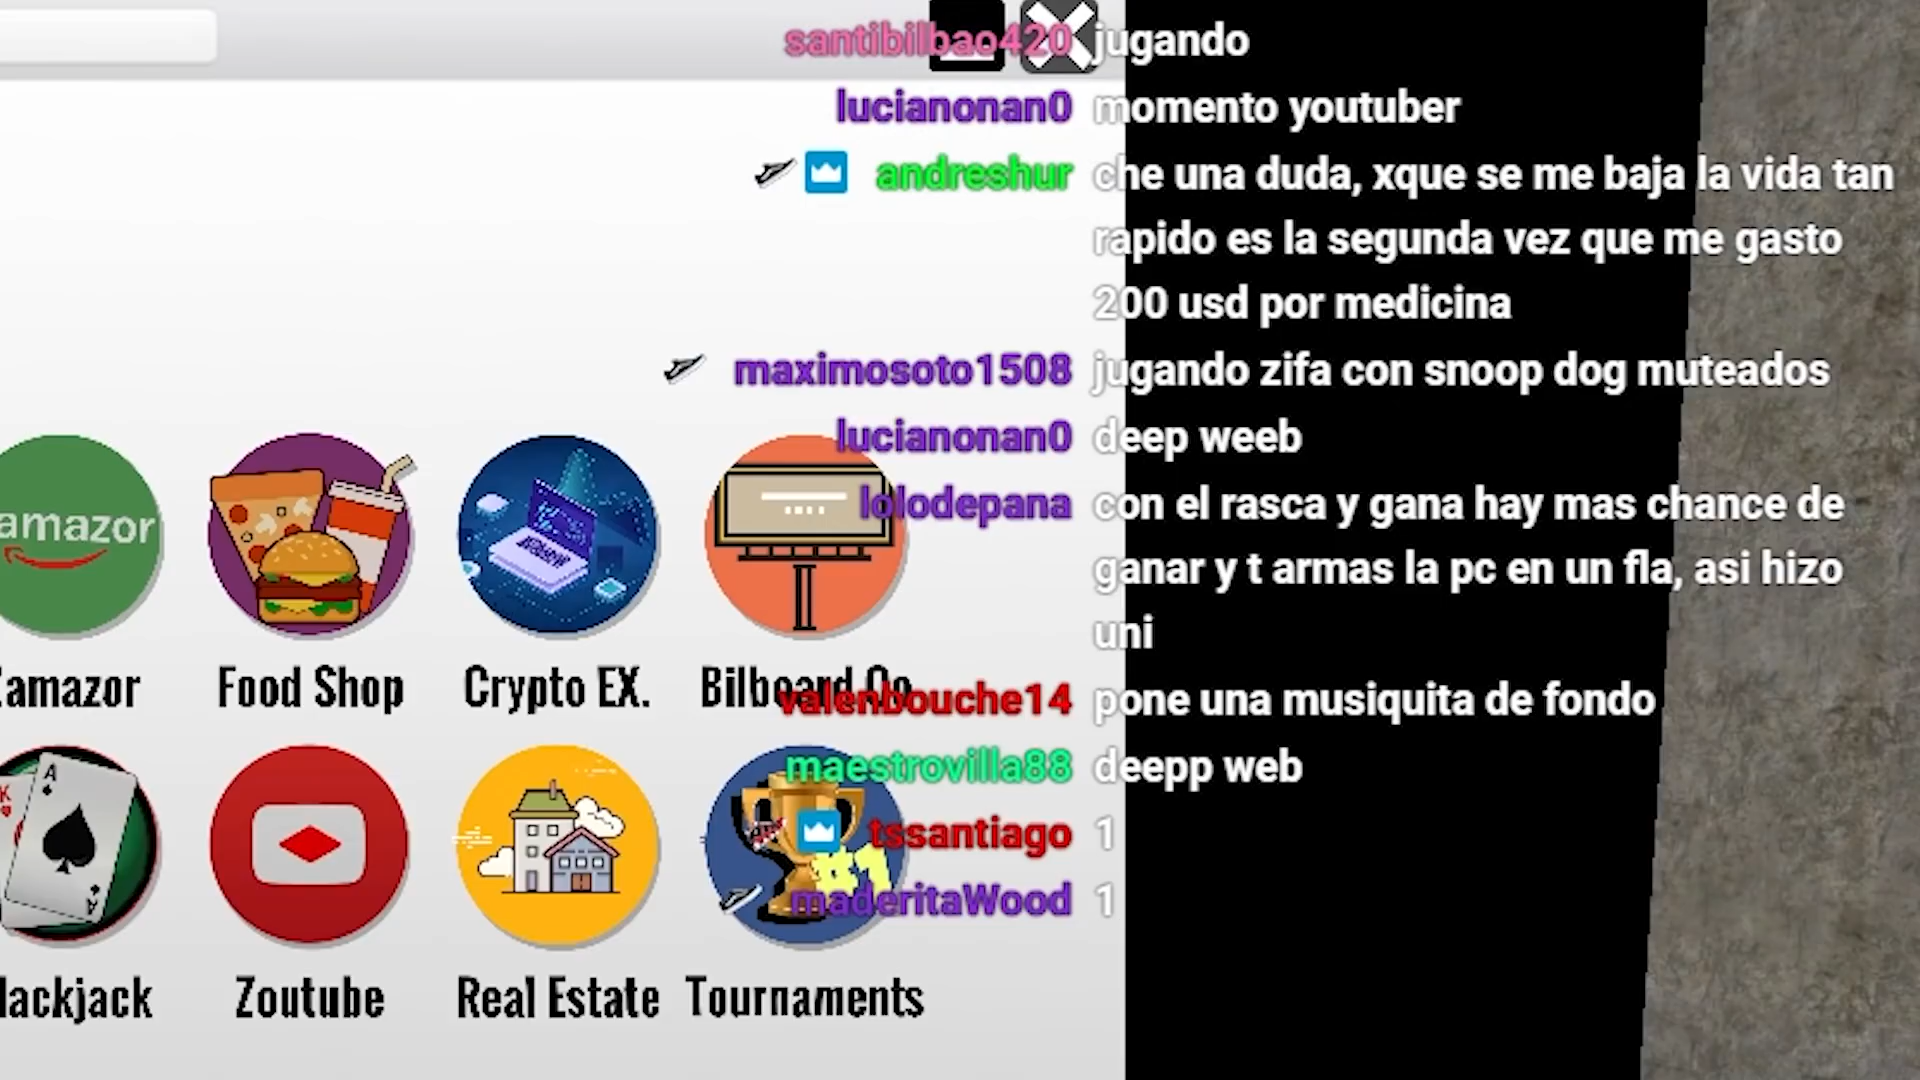 santibilbao420 jugando
lucianonan0 momento youtuber
andreshur che una duda, xque se me baja la vida tan
rapido es la segunda vez que me gasto
200 usd por medicina
maximosoto1508 jugando zifa con snoop dog muteados
lucianonan0 deep weeb
lolodepana con el rasca y gana hay mas chance de
ganar y t armas la pc en un fla, asi hizo
uni
valenbouche14 pone una musiquita de fondo
maestrovilla88 deepp web
tssantiago 1
maderitaWood 1
amazor
amazor Food Shop Crypto EX. Bilboard Co
A
K
A
#1
lackjack Zoutube Real Estate Tournaments